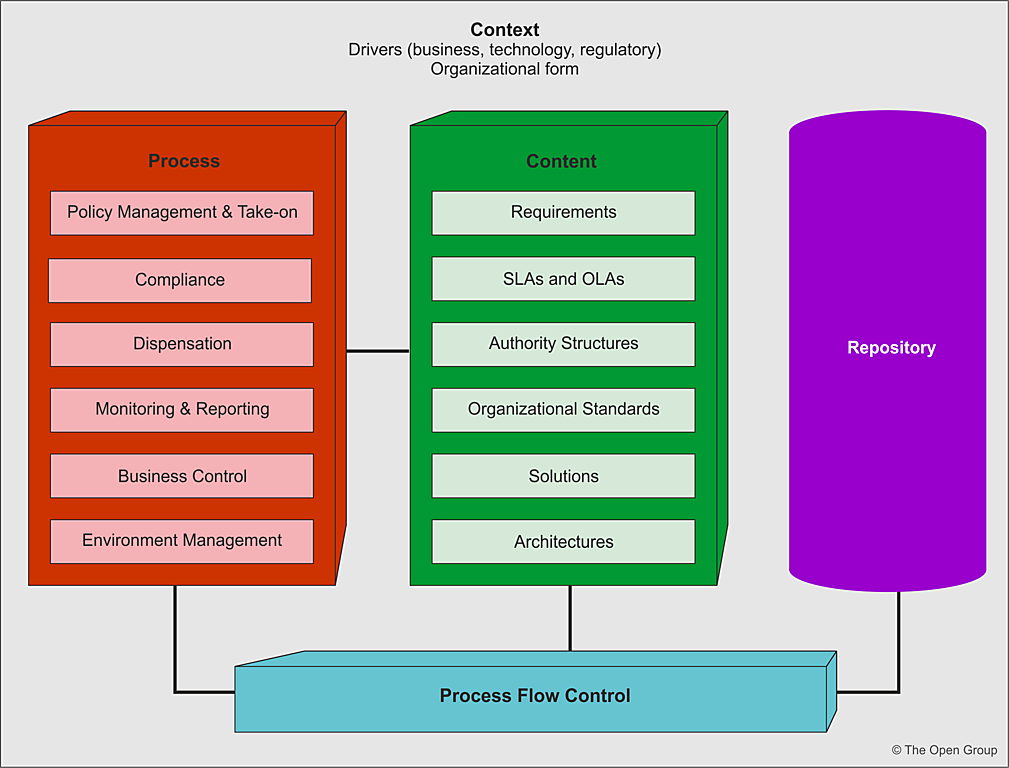 Context
Drivers (business, technology, regulatory)
Organizational form
Process
Policy Management & Take-on
Compliance
Dispensation
Monitoring & Reporting
Business Control
Environment Management
Content
Requirements
SLAs and OLAs
Authority Structures
Organizational Standards
Solutions
Architectures
Repository
Process Flow Control
© The Open Group